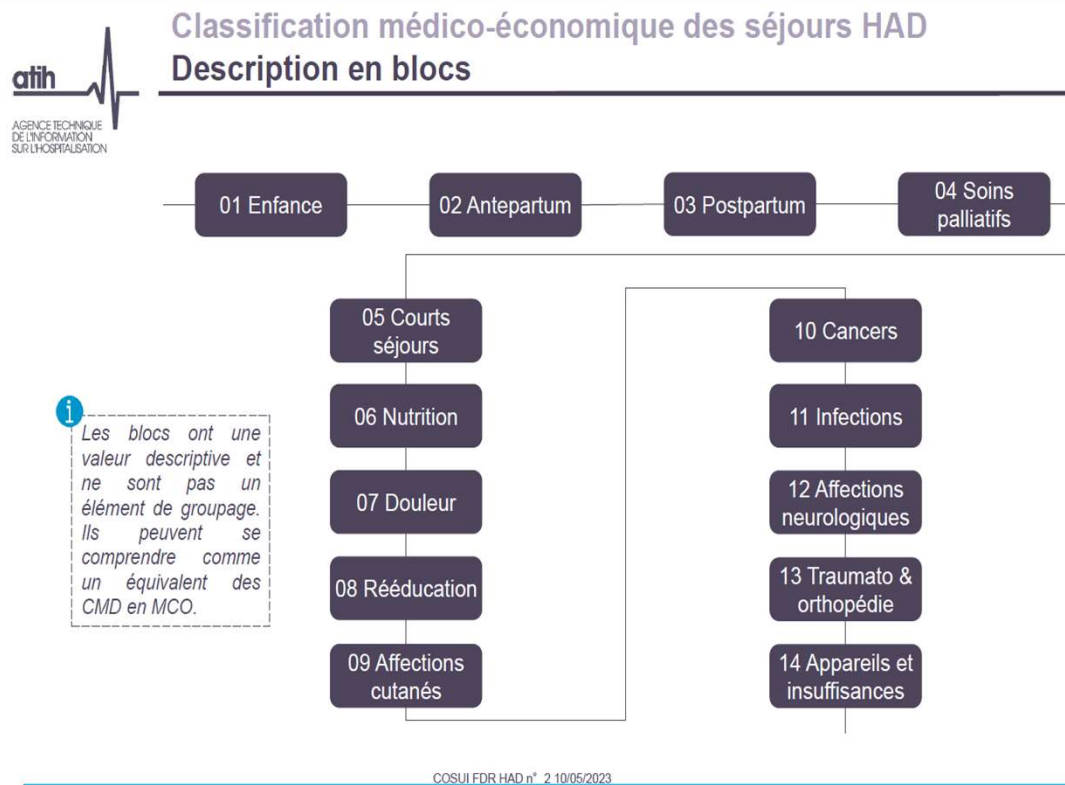 Classification médico-économique des séjours HAD
Description en blocs
atih
AGENCE TECHNIQUE
DE L'INFORMATION
SUR L'HOSPITALISATION
01 Enfance
02 Antepartum
03 Postpartum
04 Soins
palliatifs
05 Courts
séjours
06 Nutrition
07 Douleur
08 Rééducation
09 Affections
cutanés
10 Cancers
11 Infections
12 Affections
neurologiques
13 Traumato &
orthopédie
14 Appareils et
insuffisances
i
Les blocs ont une
valeur descriptive et
ne sont pas un
élément de groupage.
Ils peuvent se
comprendre comme
un équivalent des
CMD en MCO.
COSUI FDR HAD n° 2 10/05/2023